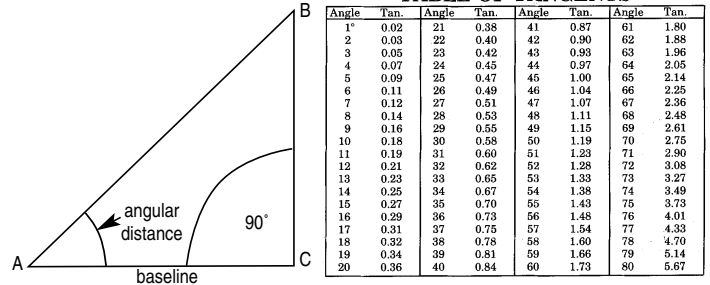 B
A
C
angular
distance
90°
baseline
TABLE OF TANGENTS
Angle Tan. Angle Tan. Angle Tan. Angle Tan.
1° 0.02 21 0.38 41 0.87 61 1.80
2 0.03 22 0.40 42 0.90 62 1.88
3 0.05 23 0.42 43 0.93 63 1.96
4 0.07 24 0.45 44 0.97 64 2.05
5 0.09 25 0.47 45 1.00 65 2.14
6 0.11 26 0.49 46 1.04 66 2.25
7 0.12 27 0.51 47 1.07 67 2.36
8 0.14 28 0.53 48 1.11 68 2.48
9 0.16 29 0.55 49 1.15 69 2.61
10 0.18 30 0.58 50 1.19 70 2.75
11 0.19 31 0.60 51 1.23 71 2.90
12 0.21 32 0.62 52 1.28 72 3.08
13 0.23 33 0.65 53 1.33 73 3.27
14 0.25 34 0.67 54 1.38 74 3.49
15 0.27 35 0.70 55 1.43 75 3.73
16 0.29 36 0.73 56 1.48 76 4.01
17 0.31 37 0.75 57 1.54 77 4.33
18 0.32 38 0.78 58 1.60 78 4.70
19 0.34 39 0.81 59 1.66 79 5.14
20 0.36 40 0.84 60 1.73 80 5.67